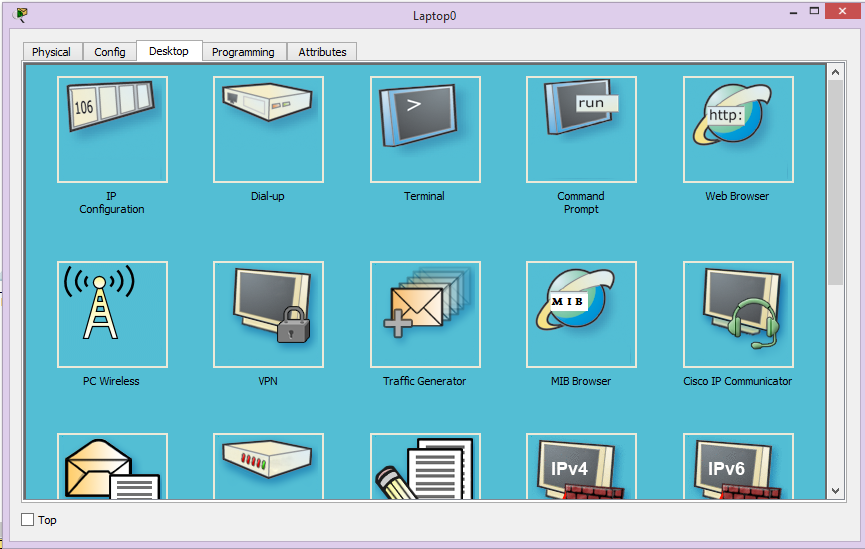 Laptop0
Physical
Config
Desktop
Programming
Attributes
106
>
run
http:
IP
Configuration
Dial-up
Terminal
Command
Prompt
Web Browser
MIB
PC Wireless
VPN
Traffic Generator
MIB Browser
Cisco IP Communicator
IPv4
IPv6
Top